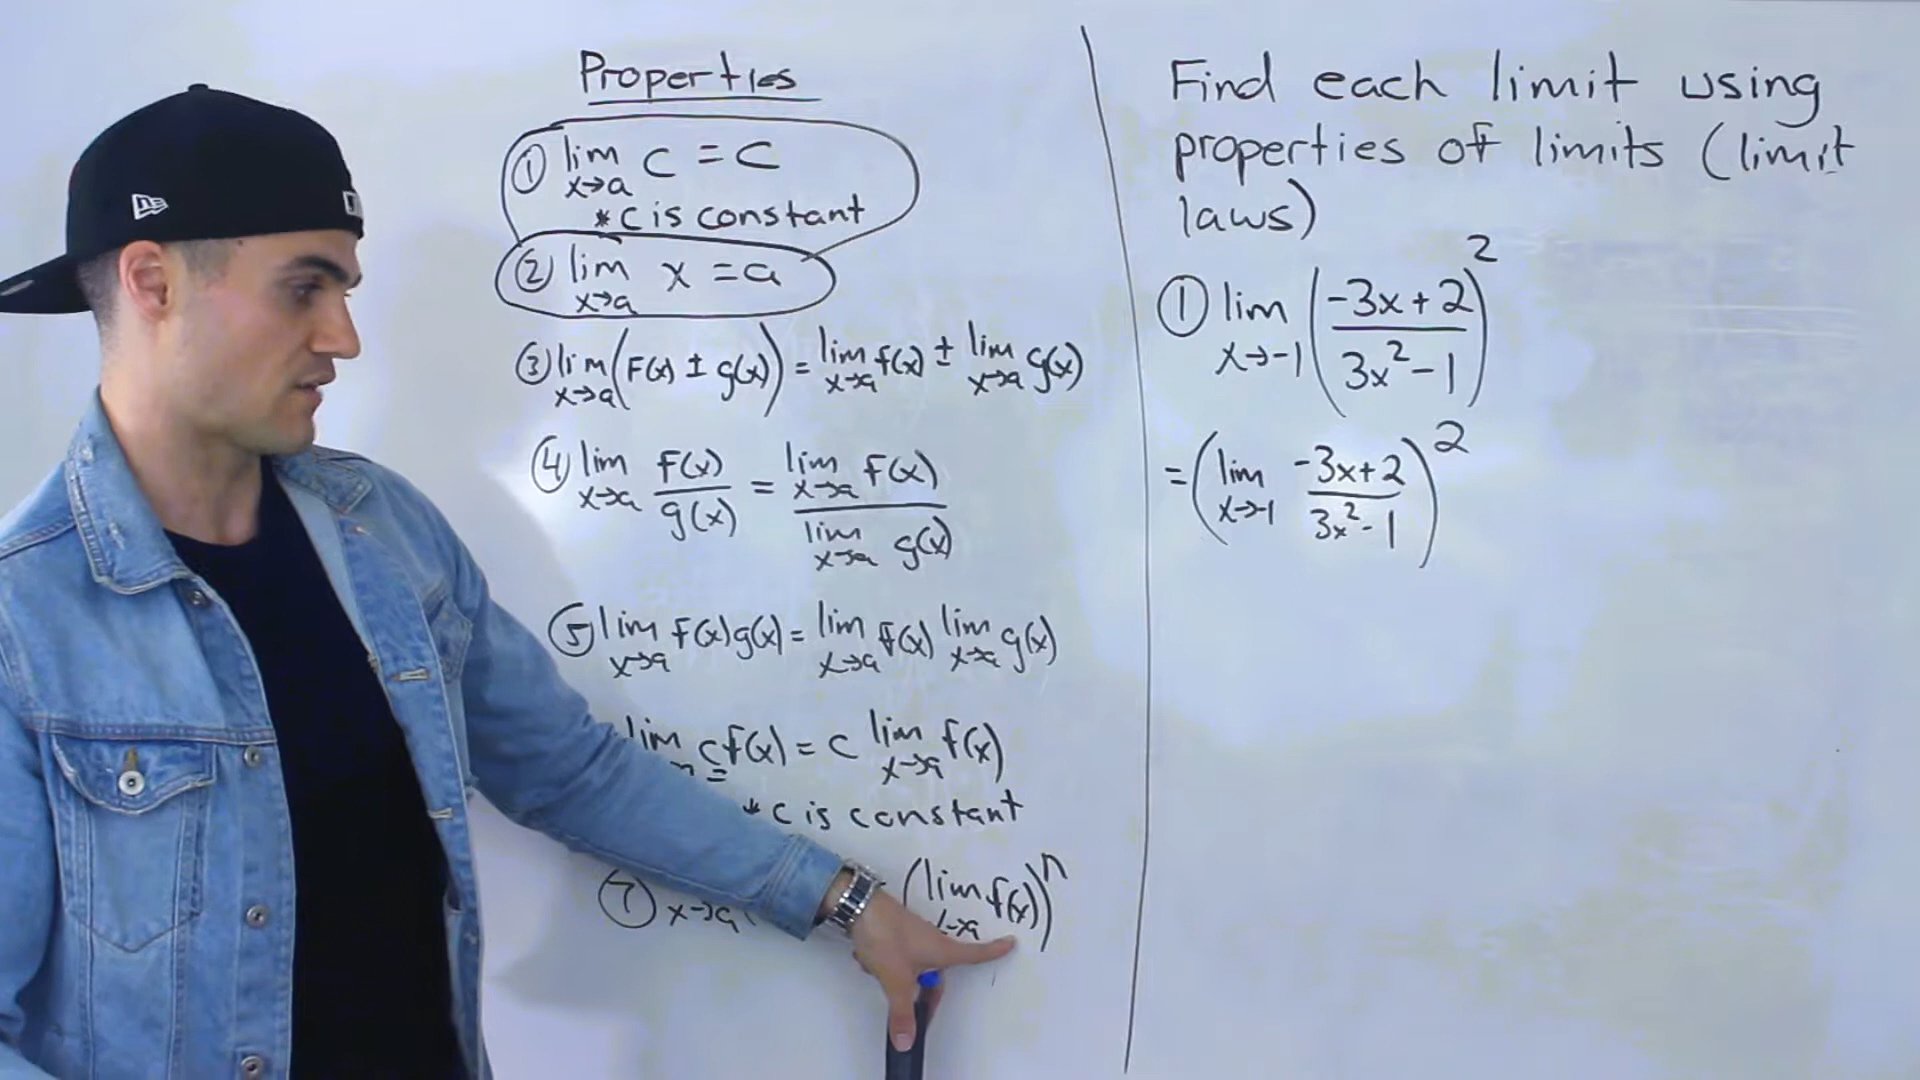 Properties
① lim x→a c = c
*c is constant
② lim x→a x = a
③ lim x→a (f(x) ± g(x)) = lim x→a f(x) ± lim x→a g(x)
④ lim x→a f(x)/g(x) = lim x→a f(x) / lim x→a g(x)
⑤ lim x→a f(x)g(x) = lim x→a f(x) lim x→a g(x)
lim cf(x) = c lim x→a f(x)
*c is constant
⑦ x→a (lim x→a f(x))^n
Find each limit using
properties of limits (limit
laws)
① lim x→-1 ((-3x+2)/(3x²-1))²
= (lim x→-1 (-3x+2)/(3x²-1))²